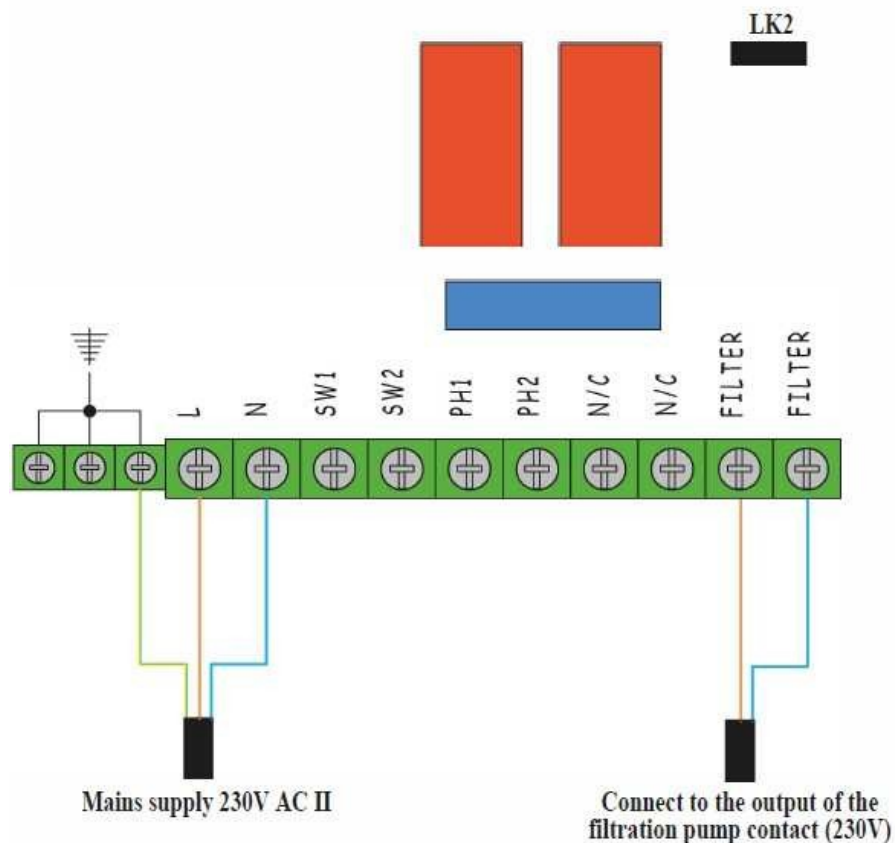 LK2
L
N
SW1
SW2
PH1
PH2
N/C
N/C
FILTER
FILTER
Mains supply 230V AC II
Connect to the output of the
filtration pump contact (230V)